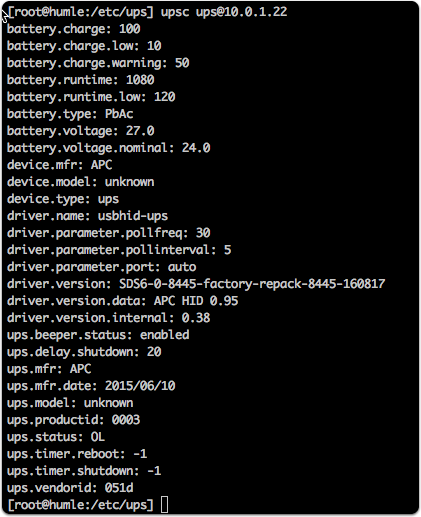 [root@humle:/etc/ups] upsc ups@10.0.1.22
battery.charge: 100
battery.charge.low: 10
battery.charge.warning: 50
battery.runtime: 1080
battery.runtime.low: 120
battery.type: PbAc
battery.voltage: 27.0
battery.voltage.nominal: 24.0
device.mfr: APC
device.model: unknown
device.type: ups
driver.name: usbhid-ups
driver.parameter.pollfreq: 30
driver.parameter.pollinterval: 5
driver.parameter.port: auto
driver.version: SDS6-0-8445-factory-repack-8445-160817
driver.version.data: APC HID 0.95
driver.version.internal: 0.38
ups.beeper.status: enabled
ups.delay.shutdown: 20
ups.mfr: APC
ups.mfr.date: 2015/06/10
ups.model: unknown
ups.productid: 0003
ups.status: OL
ups.timer.reboot: -1
ups.timer.shutdown: -1
ups.vendorid: 051d
[root@humle:/etc/ups]